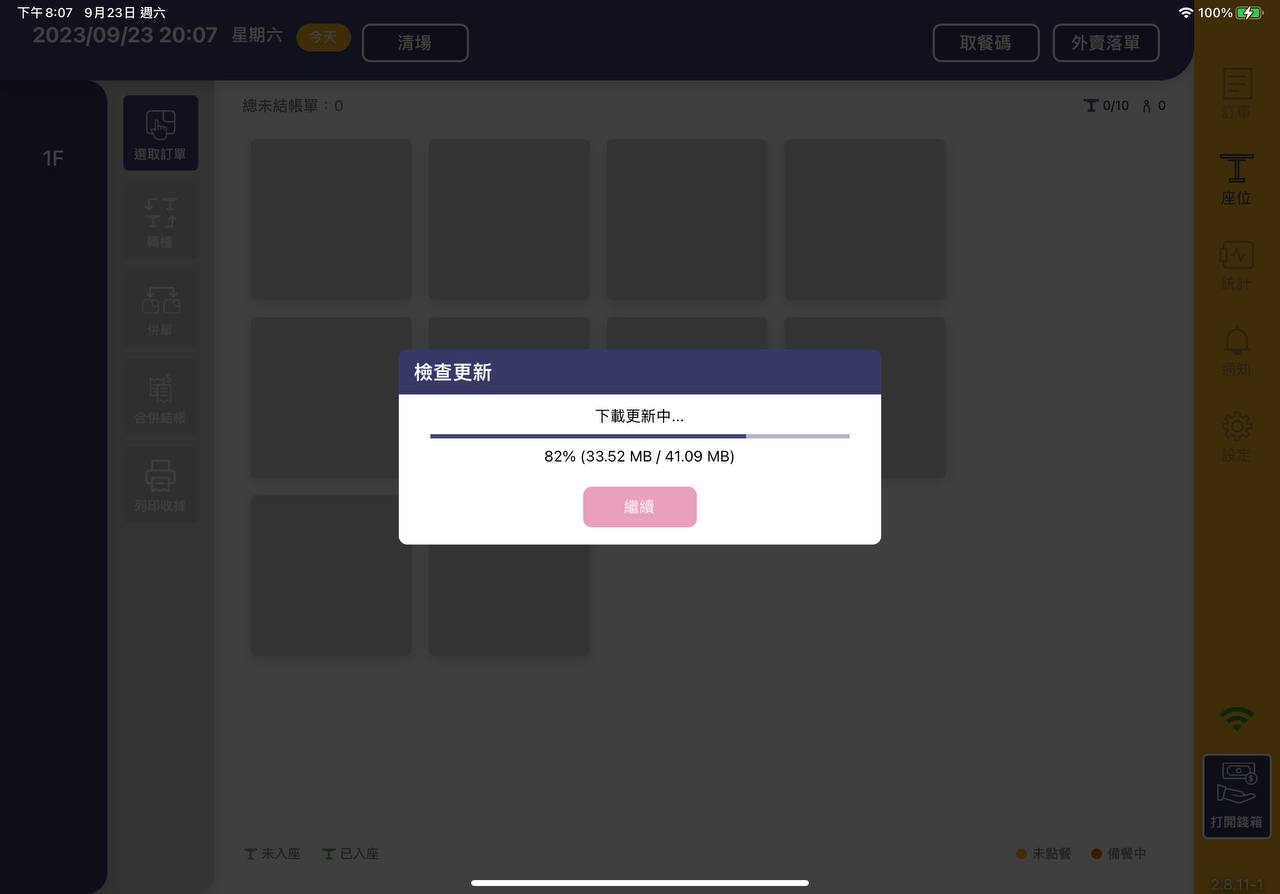 下午8:07 9月23日 週六
100%
2023/09/23 20:07 星期六 今天 清場 取餐碼 外賣落單
總未結帳單：0 0/10 0
1F
選取訂單
轉檯
併單
合併結帳
列印收據
檢查更新
下載更新中...
82% (33.52 MB / 41.09 MB)
繼續
訂單
座位
統計
通知
設定
打開錢箱
未入座 已入座 未點餐 備餐中
2.8.11-1